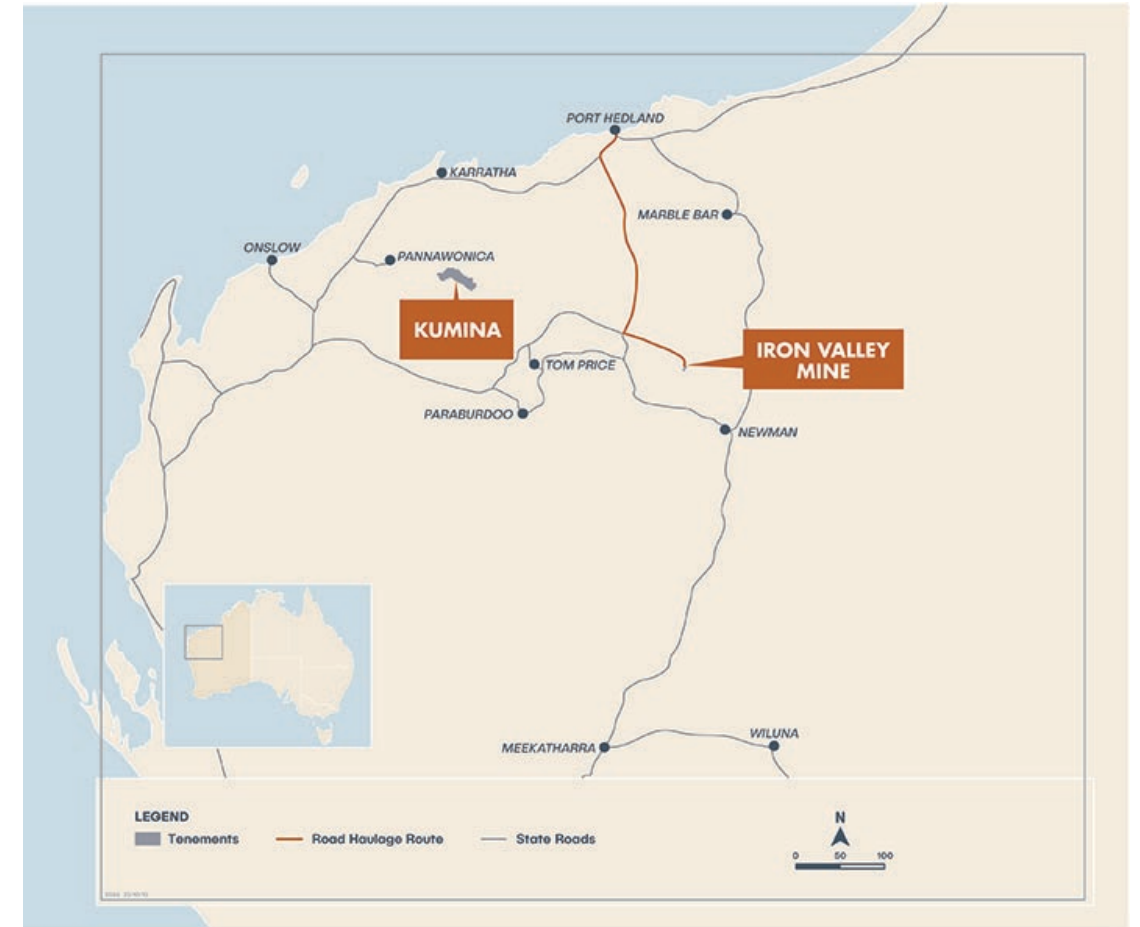 PORT HEDLAND
KARRATHA
MARBLE BAR
ONSLOW
PANNAWONICA
KUMINA
IRON VALLEY
MINE
TOM PRICE
PARABURDOO
NEWMAN
MEEKATHARRA
WILUNA
LEGEND
Tenements
Road Haulage Route
State Roads
N
0 50 100